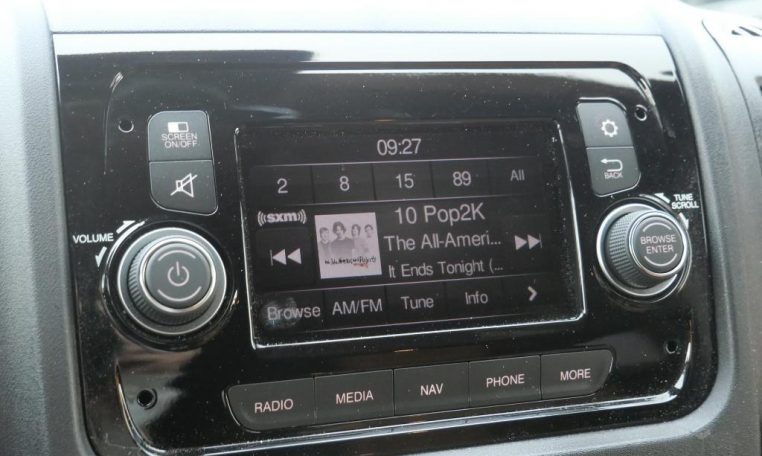 SCREEN
ON/OFF
09:27
2 8 15 89 All
BACK
((sxm))
10 Pop2K
The All-Ameri...
It Ends Tonight (...
VOLUME
TUNE
SCROLL
BROWSE
ENTER
Browse AM/FM Tune Info
RADIO MEDIA NAV PHONE MORE